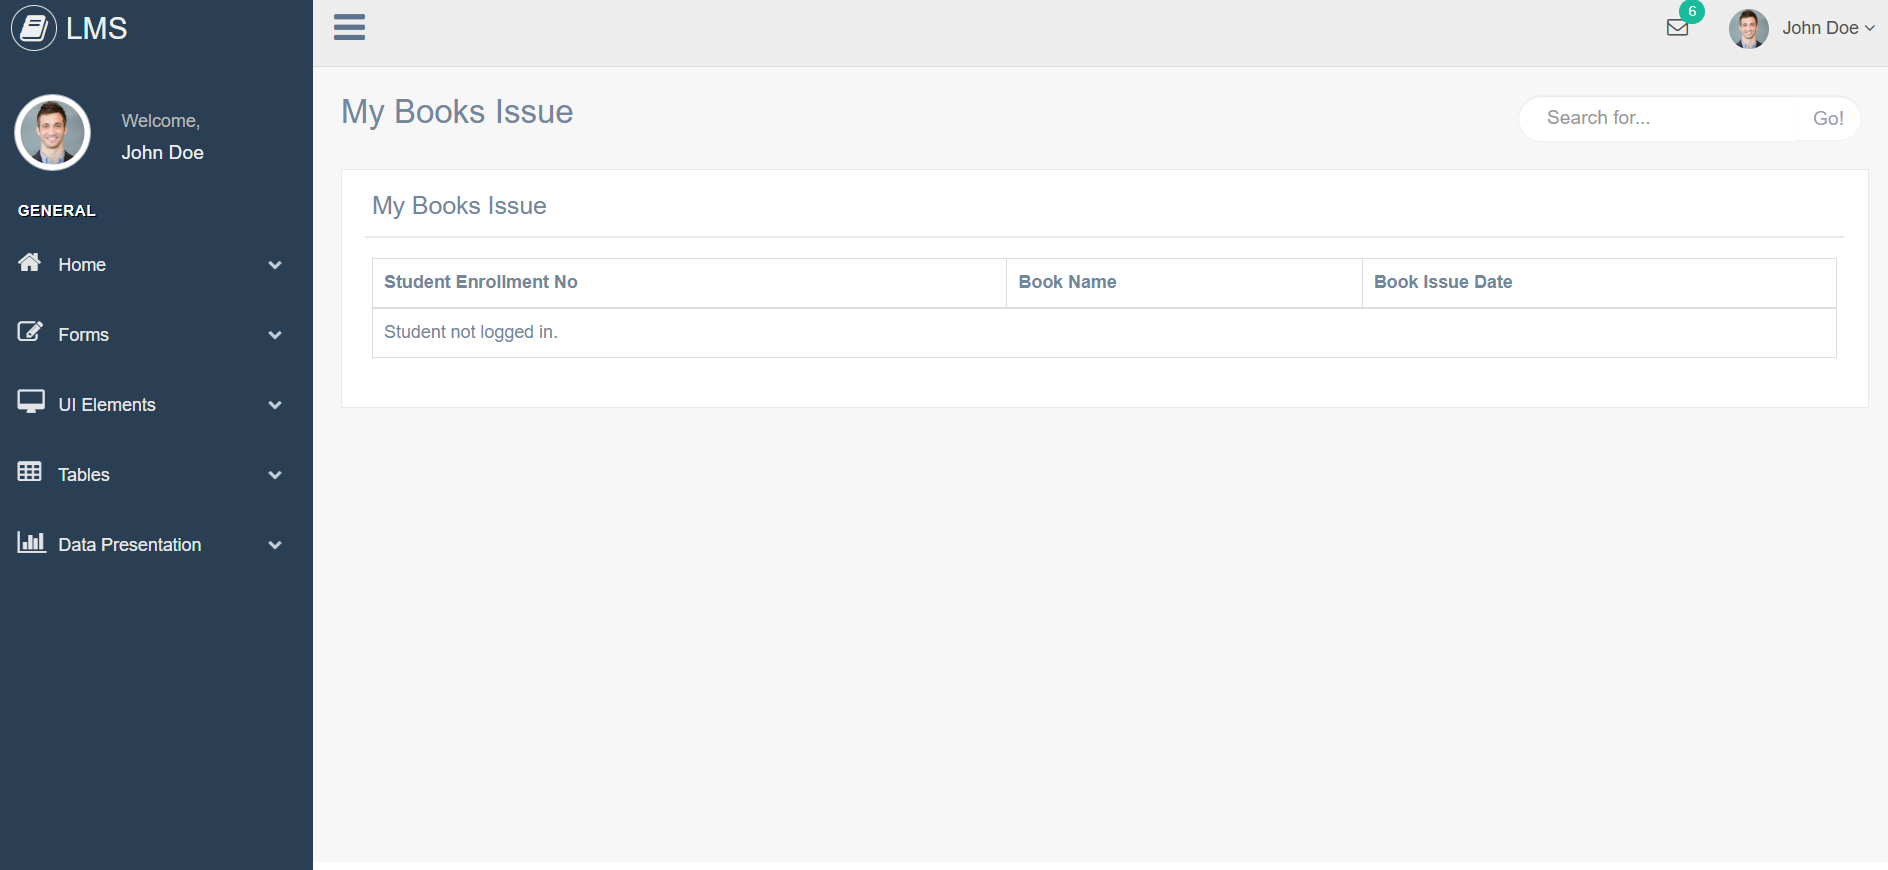 LMS
6
John Doe
Welcome,
John Doe
GENERAL
Home
Forms
UI Elements
Tables
Data Presentation
My Books Issue
Search for...
Go!
My Books Issue
Student Enrollment No
Book Name
Book Issue Date
Student not logged in.